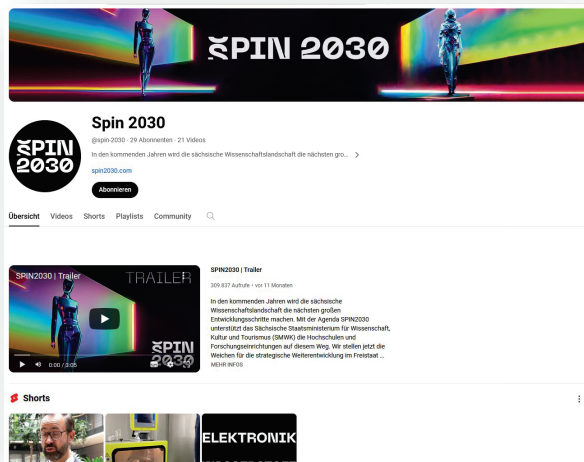 SPIN 2030
Spin 2030
@spin-2030 · 29 Abonnenten · 21 Videos
In den kommenden Jahren wird die sächsische Wissenschaftslandschaft die nächsten gro...
SPIN
2030
spin2030.com
Abonnieren
Übersicht Videos Shorts Playlists Community
SPIN2030 | Trailer
TRAILER
SPIN
2030
0:00 / 3:05
SPIN2030 | Trailer
309.837 Aufrufe · vor 11 Monaten
In den kommenden Jahren wird die sächsische
Wissenschaftslandschaft die nächsten großen
Entwicklungsschritte machen. Mit der Agenda SPIN2030
unterstützt das Sächsische Staatsministerium für Wissenschaft,
Kultur und Tourismus (SMWK) die Hochschulen und
Forschungseinrichtungen auf diesem Weg. Wir stellen jetzt die
Weichen für die strategische Weiterentwicklung im Freistaat ...
MEHR INFOS
Shorts
ELEKTRONIK